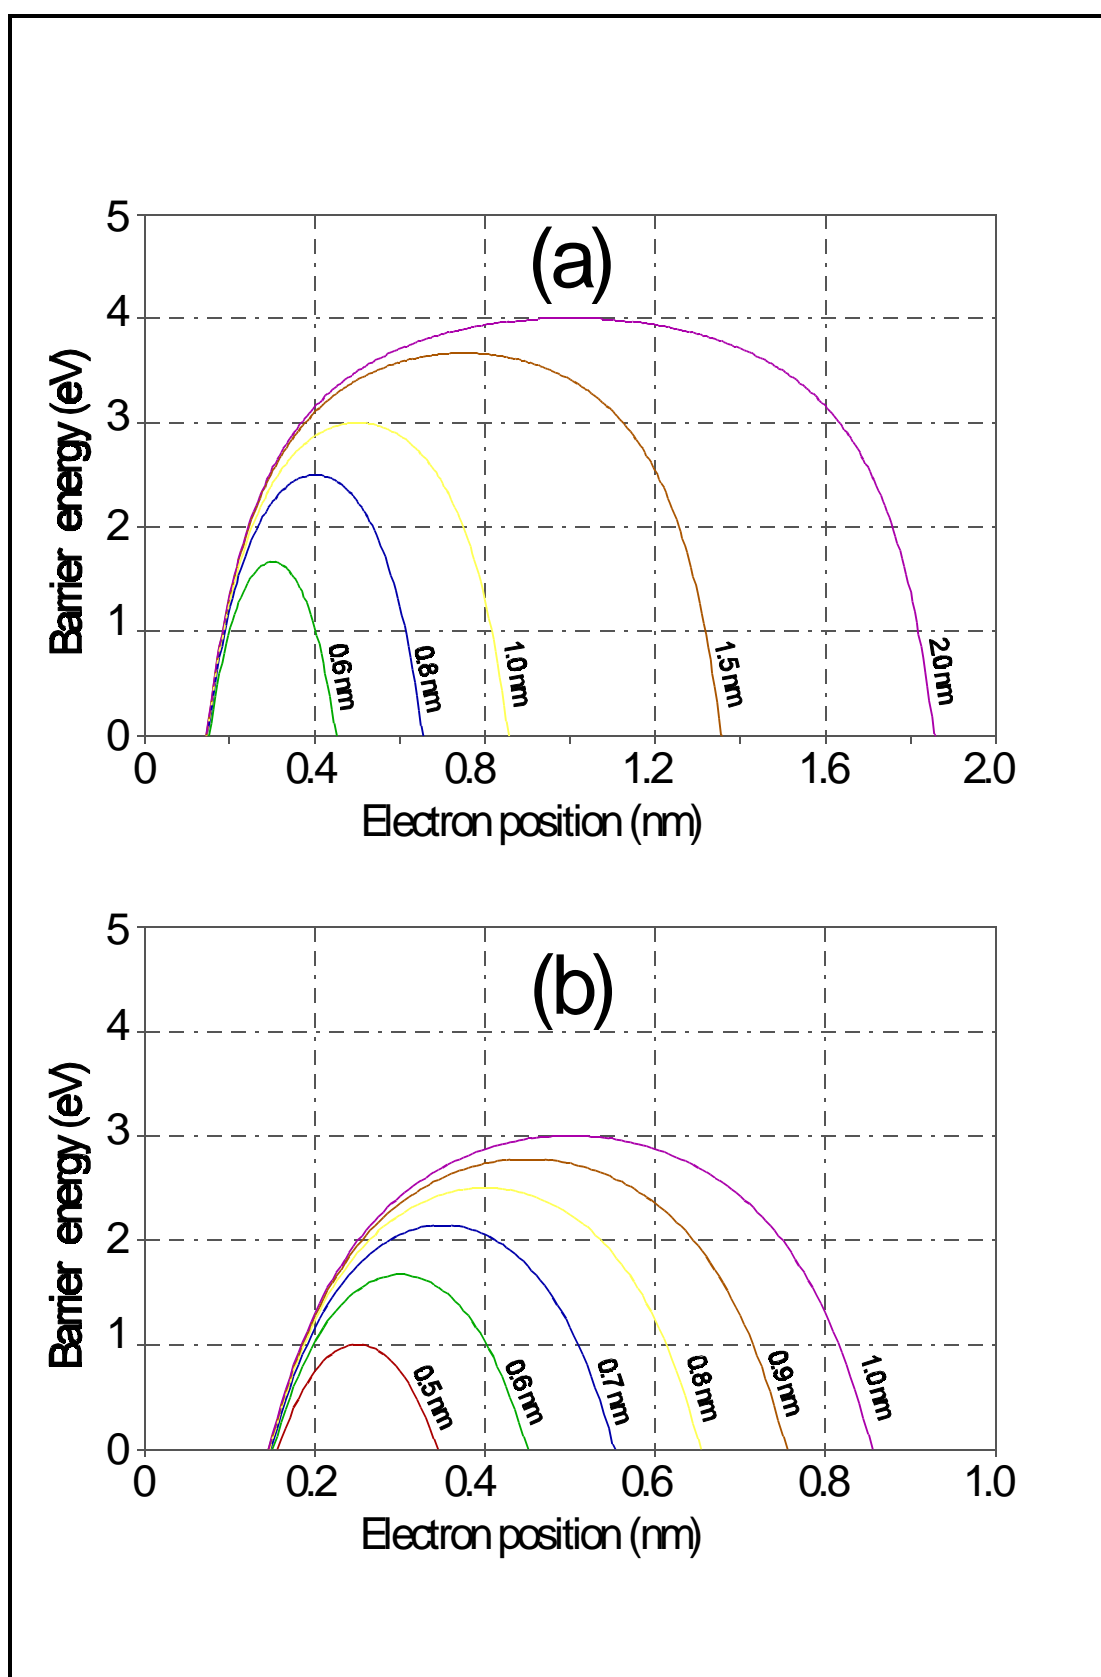 (a)
5
4
3
2
1
0
Barrier energy (eV)
0.6nm
0.8nm
1.0nm
1.5nm
2.0nm
0 0.4 0.8 1.2 1.6 2.0
Electron position (nm)
(b)
5
4
3
2
1
0
Barrier energy (eV)
0.5nm
0.6nm
0.7nm
0.8nm
0.9nm
1.0nm
0 0.2 0.4 0.6 0.8 1.0
Electron position (nm)